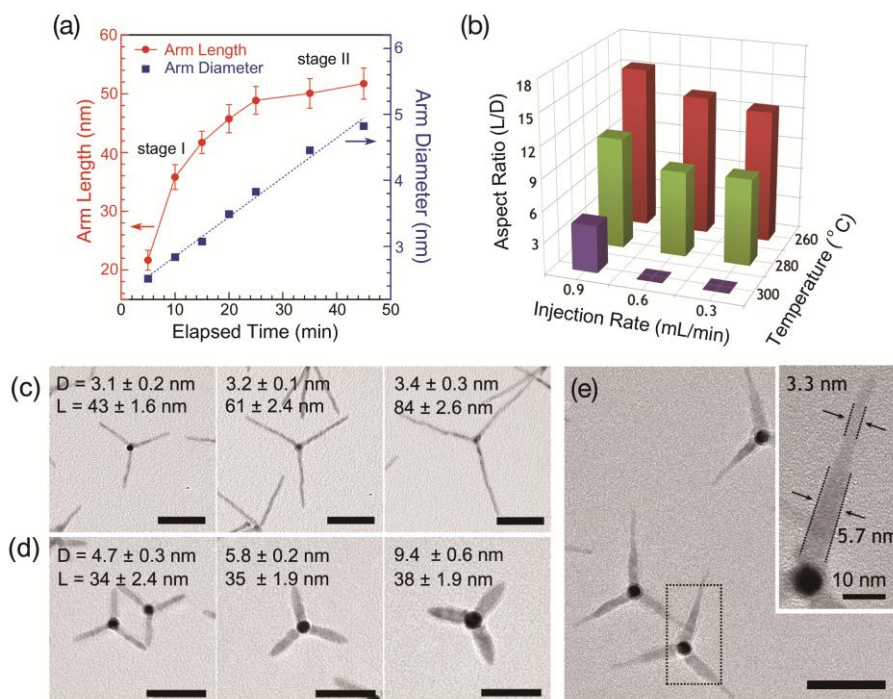 (a)
60
50
40
30
20
Arm Length (nm)
Arm Length
Arm Diameter
stage I
stage II
6
5
4
3
2
Arm Diameter
(nm)
0 10 20 30 40 50
Elapsed Time (min)
(b)
18
15
12
9
6
3
Aspect Ratio (L/D)
0.9
0.6
0.3
Injection Rate (mL/min)
260
280
300
Temperature (°C)
(c)
D = 3.1 ± 0.2 nm
L = 43 ± 1.6 nm
3.2 ± 0.1 nm
61 ± 2.4 nm
3.4 ± 0.3 nm
84 ± 2.6 nm
(d)
D = 4.7 ± 0.3 nm
L = 34 ± 2.4 nm
5.8 ± 0.2 nm
35 ± 1.9 nm
9.4 ± 0.6 nm
38 ± 1.9 nm
(e)
3.3 nm
5.7 nm
10 nm